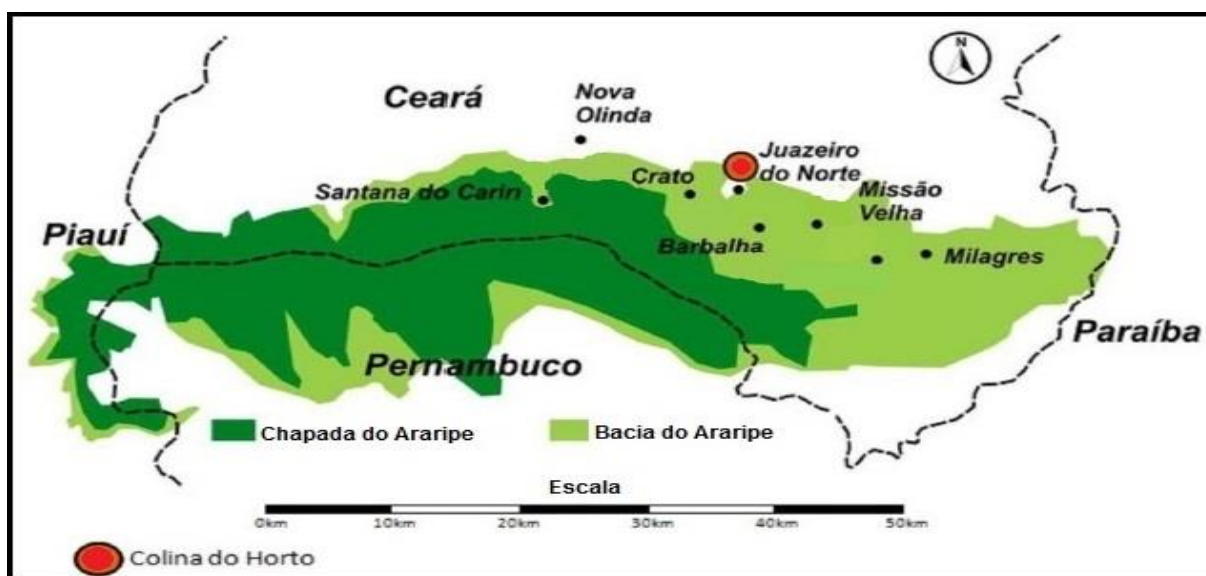 N
Ceará
Nova
Olinda
Juazeiro
do Norte
Crato
Santana do Carin
Missão
Velha
Piauí
Barbalha
Milagres
Paraíba
Pernambuco
Chapada do Araripe
Bacia do Araripe
Escala
0km 10km 20km 30km 40km 50km
Colina do Horto